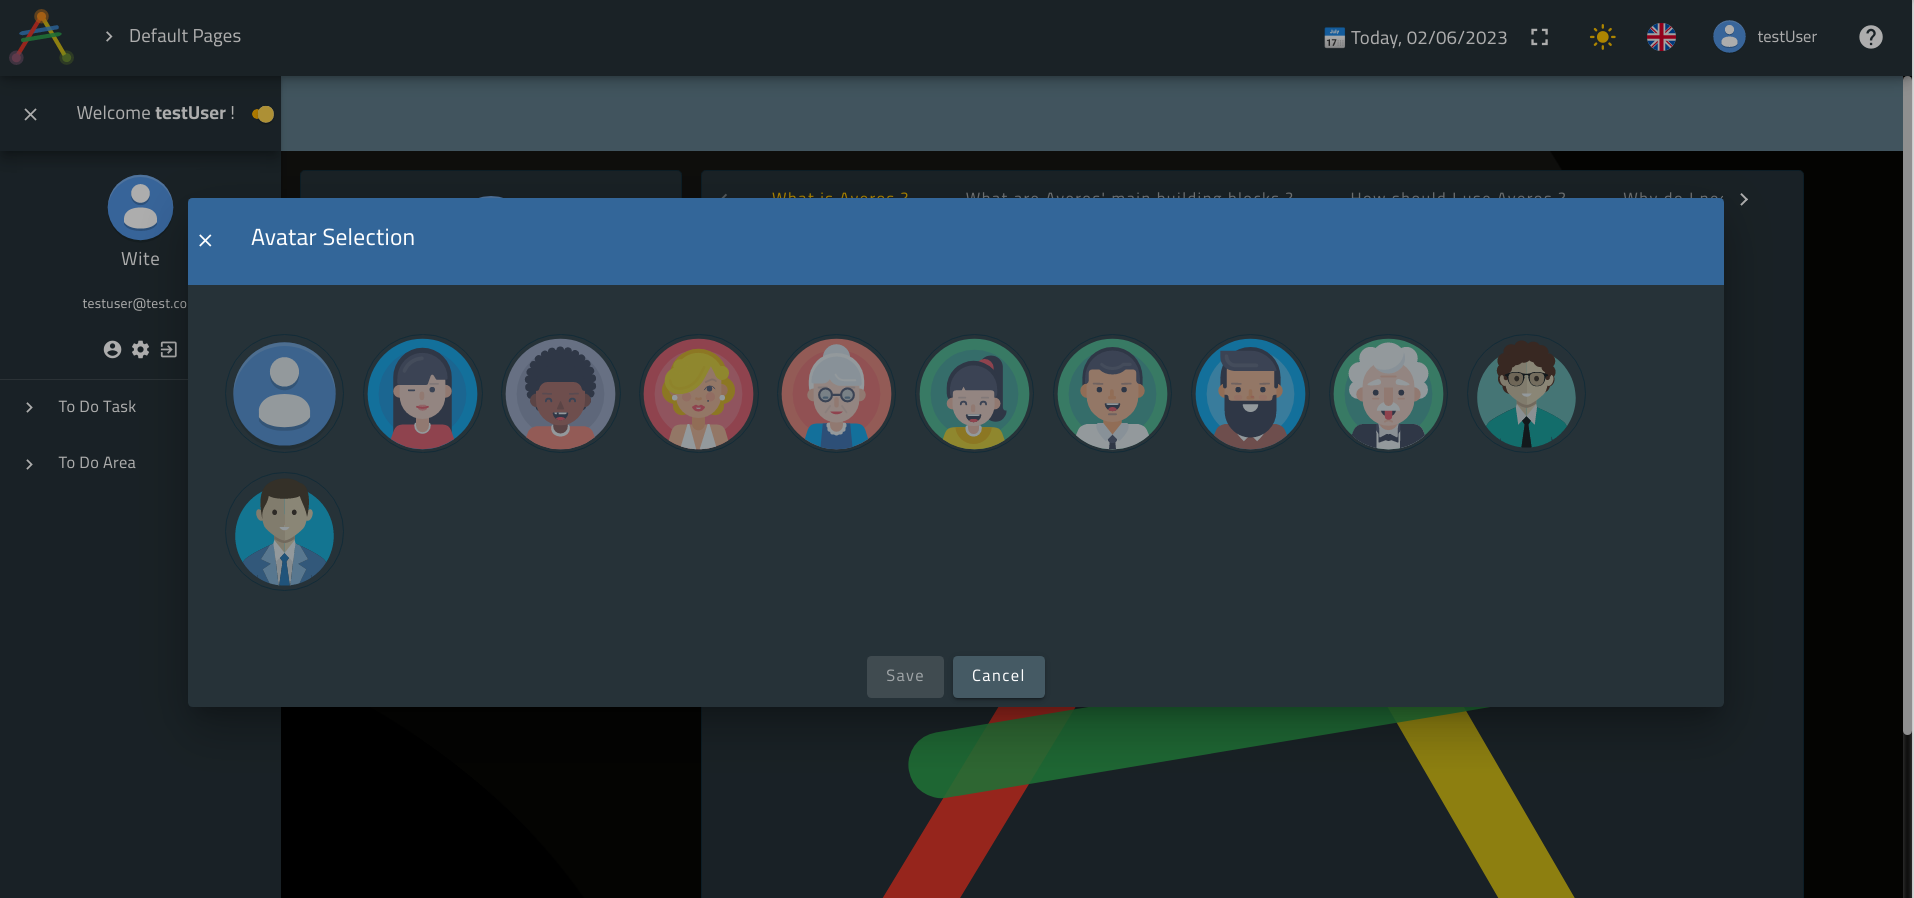 Default Pages
July
17
Today, 02/06/2023
testUser
Welcome testUser !
What is Averos ?
What are Averos' main building blocks ?
How should I use Averos ?
Why do I
Avatar Selection
Wite
testuser@test.co
To Do Task
To Do Area
Save
Cancel